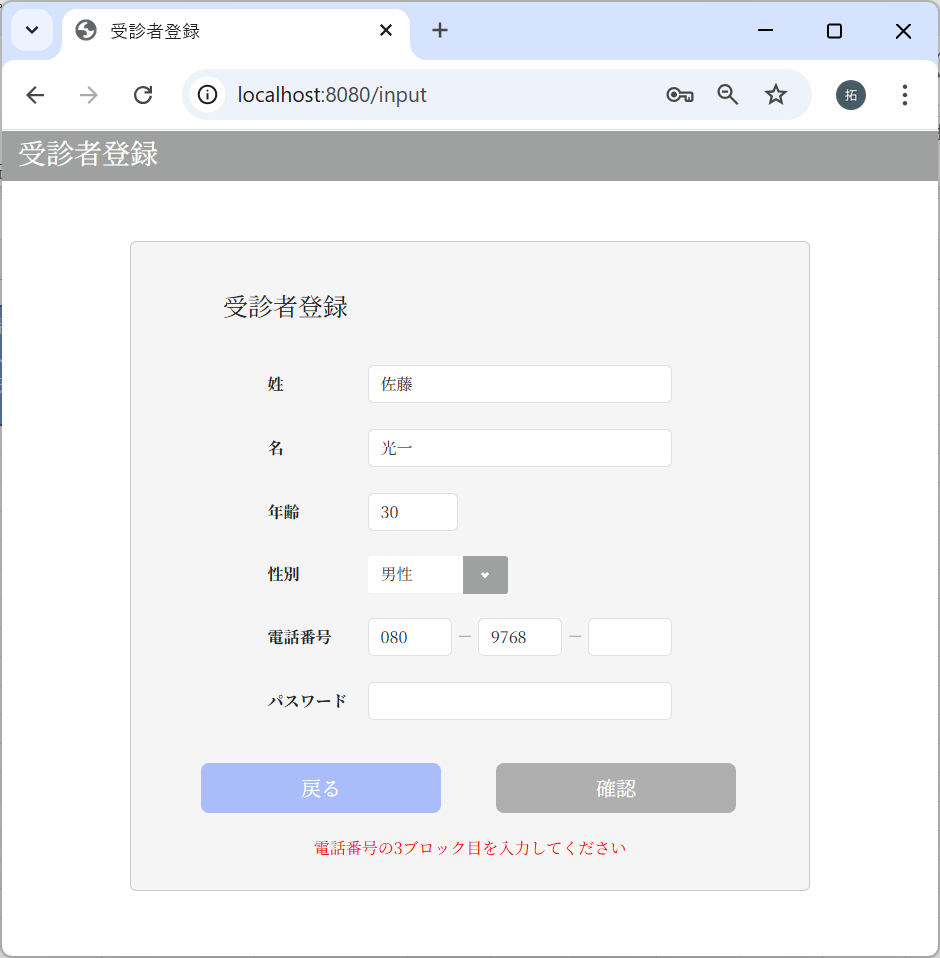 受診者登録
localhost:8080/input
拓
受診者登録
受診者登録
姓 佐藤
名 光一
年齢 30
性別 男性
電話番号 080 － 9768 －
パスワード
戻る 確認
電話番号の3ブロック目を入力してください